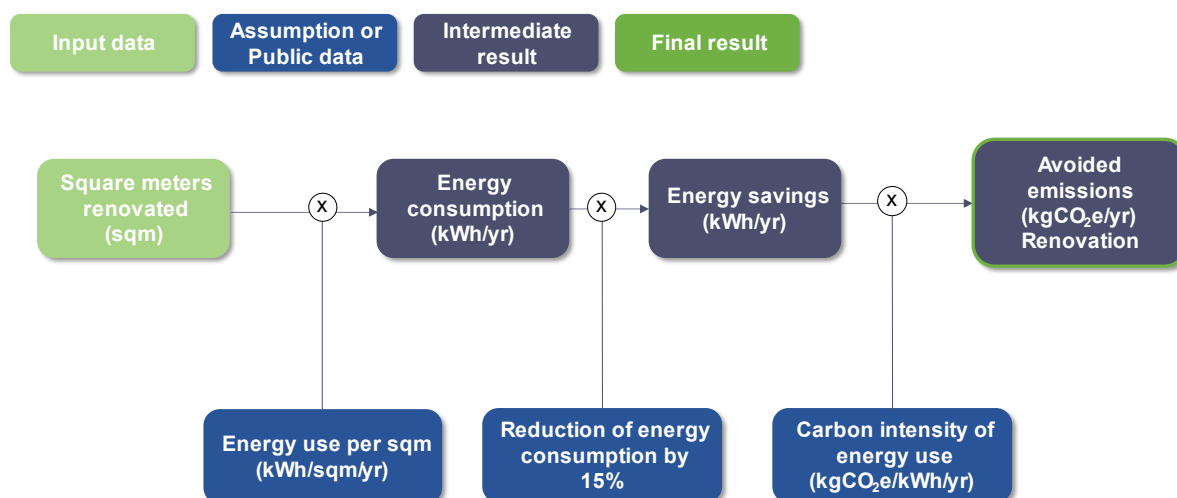 Input data
Assumption or
Public data
Intermediate
result
Final result
Square meters
renovated
(sqm)
X
Energy
consumption
(kWh/yr)
X
Energy savings
(kWh/yr)
X
Avoided
emissions
(kgCO₂e/yr)
Renovation
Energy use per sqm
(kWh/sqm/yr)
Reduction of energy
consumption by
15%
Carbon intensity of
energy use
(kgCO₂e/kWh/yr)